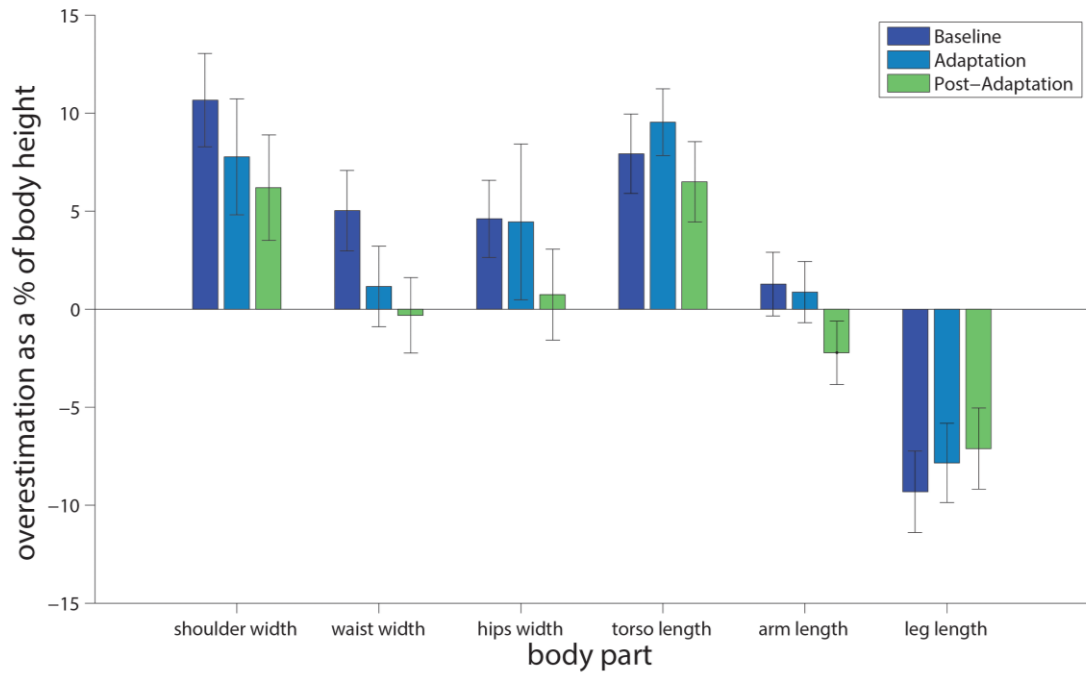 overestimation as a % of body height
15
10
5
0
−5
−10
−15
Baseline
Adaptation
Post−Adaptation
shoulder width
waist width
hips width
torso length
arm length
leg length
body part